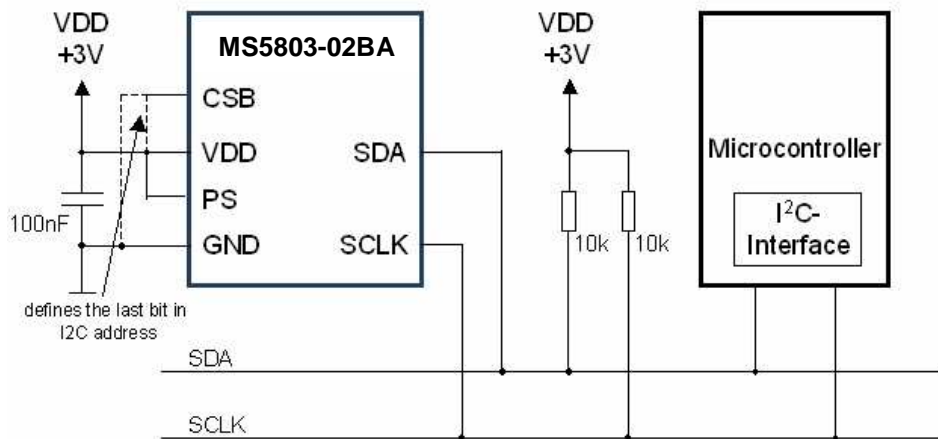 VDD
+3V
MS5803-02BA
CSB
VDD
PS
GND
SDA
SCLK
100nF
defines the last bit in
I2C address
VDD
+3V
10k
10k
Microcontroller
I²C-
Interface
SDA
SCLK